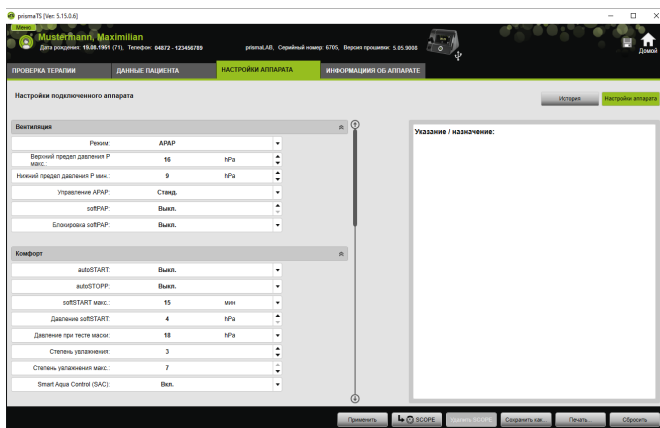 prismaTS [Ver: 5.15.0.6]
Меню
Mustermann, Maximilian
Дата рождения: 19.08.1951 (71), Телефон: 04872 - 123456789
prismaLAB, Серийный номер: 6705, Версия прошивки: 5.05.9008
Домой
ПРОВЕРКА ТЕРАПИИ
ДАННЫЕ ПАЦИЕНТА
НАСТРОЙКИ АППАРАТА
ИНФОРМАЦИИЯ ОБ АППАРАТЕ
Настройки подключенного аппарата
История
Настройки аппарата
Вентиляция
Режим: APAP
Верхний предел давления P макс.: 16 hPa
Нижний предел давления P мин.: 9 hPa
Управление APAP: Станд.
softPAP: Выкл.
Блокировка softPAP: Выкл.
Комфорт
autoSTART: Выкл.
autoSTOPP: Выкл.
softSTART макс.: 15 мин
Давление softSTART: 4 hPa
Давление при тесте маски: 18 hPa
Степень увлажнения: 3
Степень увлажнения макс.: 7
Smart Aqua Control (SAC): Вкл.
Указание / назначение:
Применить
SCOPE
Удалить SCOPE
Сохранить как...
Печать...
Сбросить